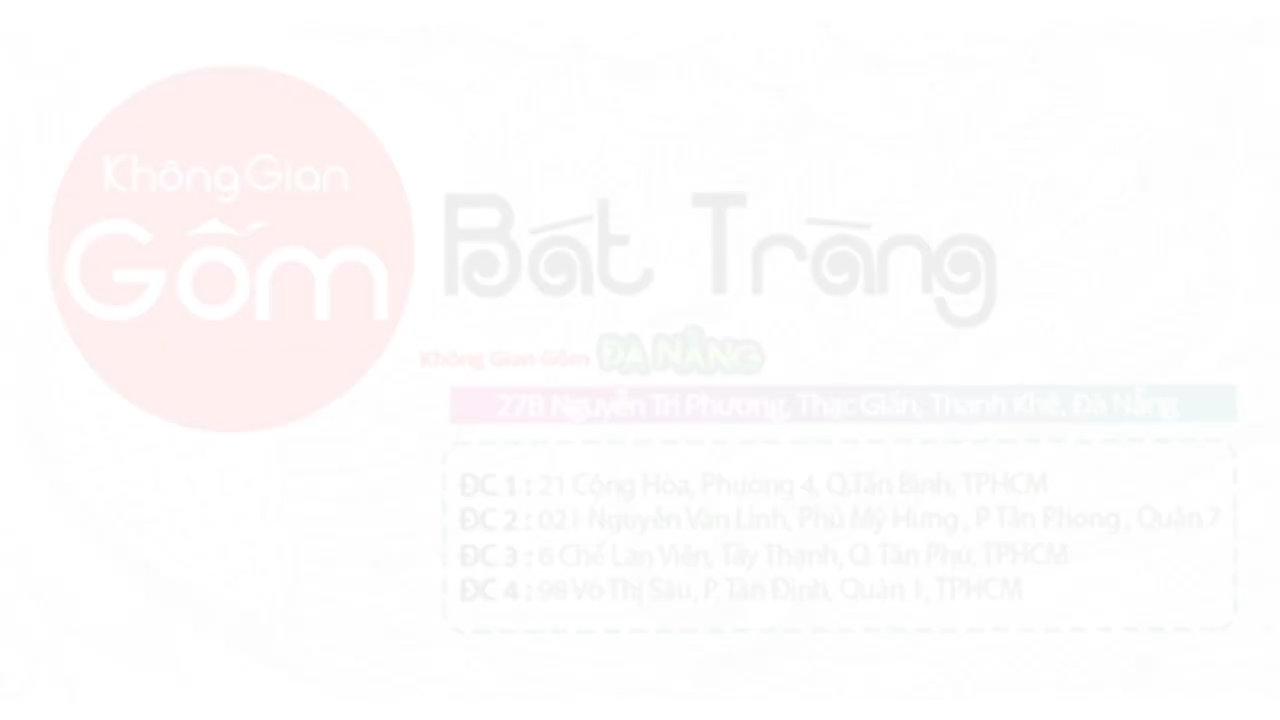 Không Gian
Gốm
Bát Tràng
Không Gian Gốm ĐÀ NẴNG
27B Nguyễn Tri Phương, Thạc Gián, Thanh Khê, Đà Nẵng
ĐC 1 : 21 Cộng Hòa, Phường 4, Q.Tân Bình, TPHCM
ĐC 2 : 021 Nguyễn Văn Linh, Phú Mỹ Hưng , P Tân Phong , Quận 7
ĐC 3 : 6 Chế Lan Viên, Tây Thạnh, Q.Tân Phú, TPHCM
ĐC 4 : 98 Võ Thị Sáu, P. Tân Định, Quận 1, TPHCM